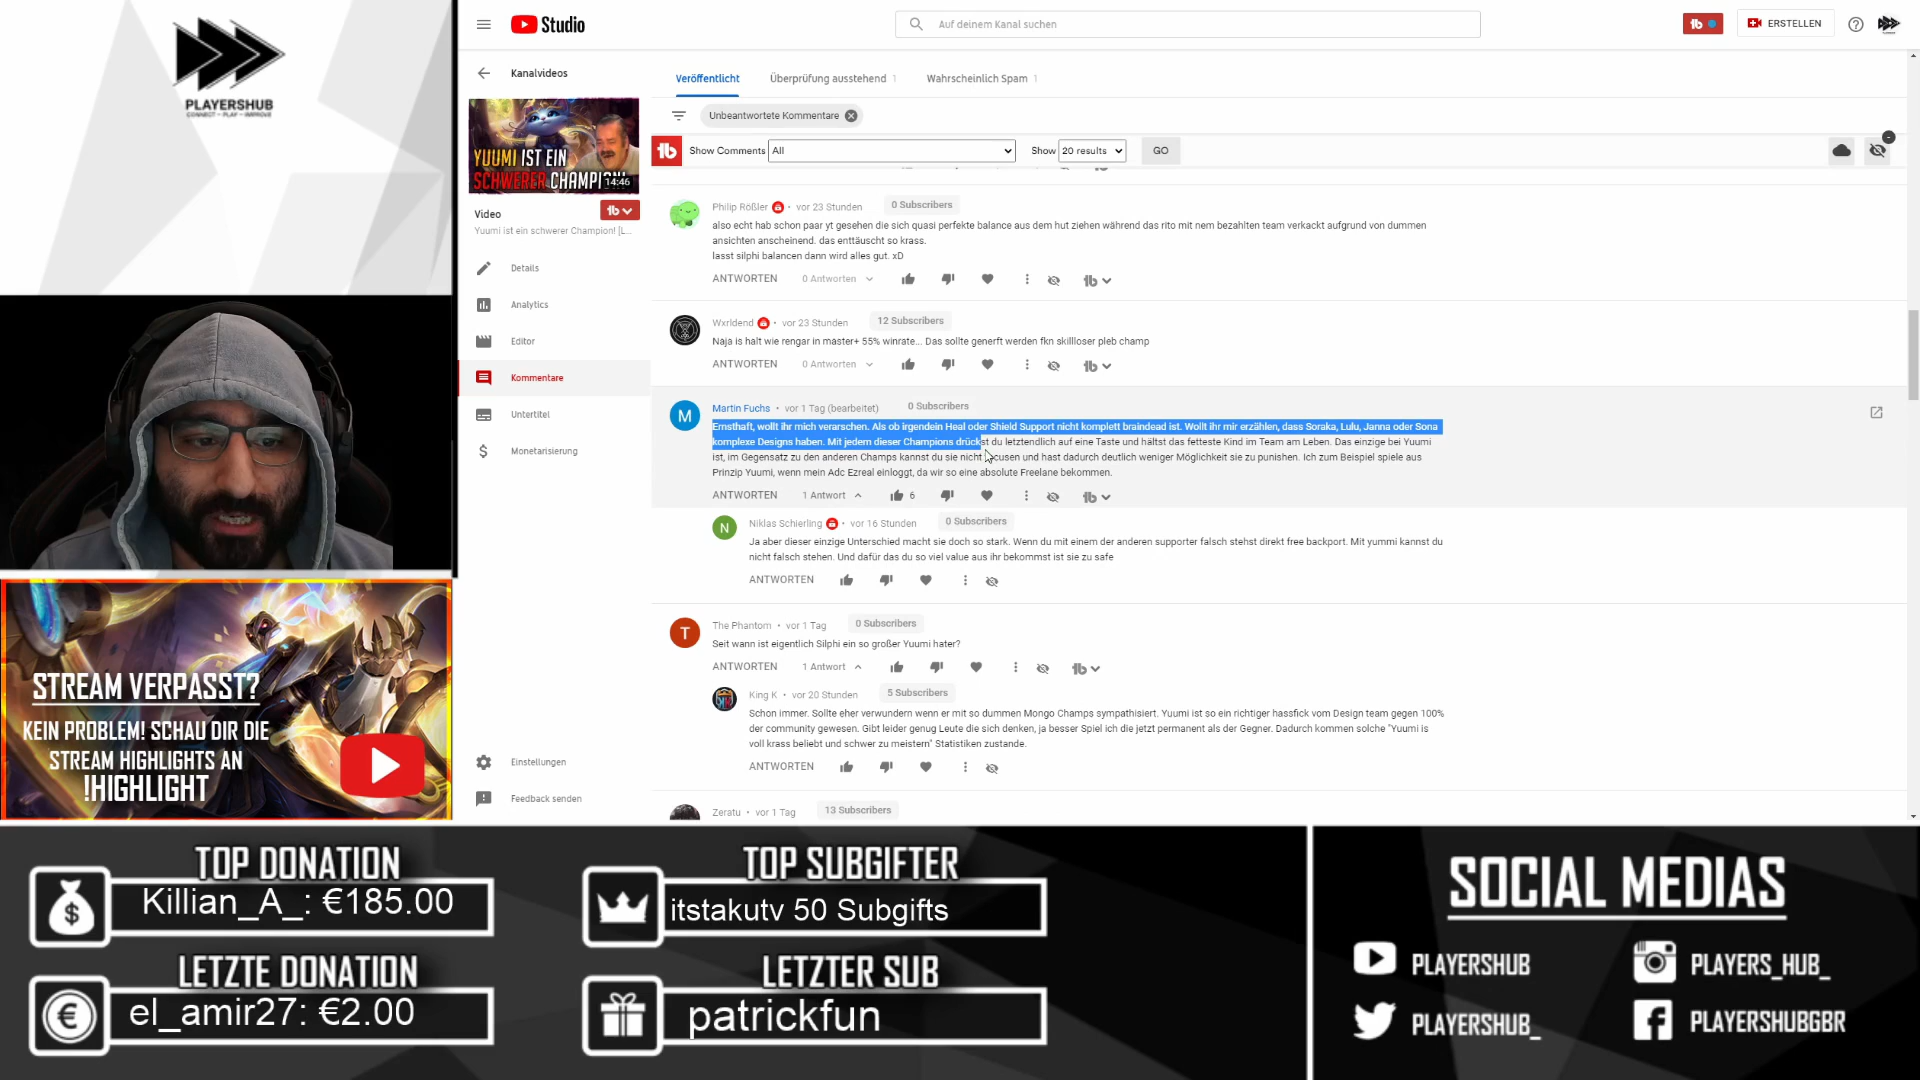 PLAYERSHUB
CONNECT – PLAY – IMPROVE
Studio
Auf deinem Kanal suchen
ERSTELLEN
Kanalvideos
YUUMI IST EIN
SCHWERER CHAMPION!
14:46
Video
Yuumi ist ein schwerer Champion! [L...
Details
Analytics
Editor
Kommentare
Untertitel
Monetarisierung
Einstellungen
Feedback senden
Veröffentlicht
Überprüfung ausstehend 1
Wahrscheinlich Spam 1
Unbeantwortete Kommentare
Show Comments All Show 20 results GO
Philip Rößler • vor 23 Stunden 0 Subscribers
also echt hab schon paar yt gesehen die sich quasi perfekte balance aus dem hut ziehen während das rito mit nem bezahlten team verkackt aufgrund von dummen
ansichten anscheinend. das enttäuscht so krass.
lasst silphi balancen dann wird alles gut. xD
ANTWORTEN 0 Antworten
Wxrldend • vor 23 Stunden 12 Subscribers
Naja is halt wie rengar in master+ 55% winrate... Das sollte generft werden fkn skillloser pleb champ
ANTWORTEN 0 Antworten
M
Martin Fuchs • vor 1 Tag (bearbeitet) 0 Subscribers
Ernsthaft, wollt ihr mich verarschen. Als ob irgendein Heal oder Shield Support nicht komplett braindead ist. Wollt ihr mir erzählen, dass Soraka, Lulu, Janna oder Sona
komplexe Designs haben. Mit jedem dieser Champions drückst du letztendlich auf eine Taste und hältst das fetteste Kind im Team am Leben. Das einzige bei Yuumi
ist, im Gegensatz zu den anderen Champs kannst du sie nicht focusen und hast dadurch deutlich weniger Möglichkeit sie zu punishen. Ich zum Beispiel spiele aus
Prinzip Yuumi, wenn mein Adc Ezreal einloggt, da wir so eine absolute Freelane bekommen.
ANTWORTEN 1 Antwort 6
N
Niklas Schierling • vor 16 Stunden 0 Subscribers
Ja aber dieser einzige Unterschied macht sie doch so stark. Wenn du mit einem der anderen supporter falsch stehst direkt free backport. Mit yummi kannst du
nicht falsch stehen. Und dafür das du so viel value aus ihr bekommst ist sie zu safe
ANTWORTEN
T
The Phantom • vor 1 Tag 0 Subscribers
Seit wann ist eigentlich Silphi ein so großer Yuumi hater?
ANTWORTEN 1 Antwort
King K • vor 20 Stunden 5 Subscribers
Schon immer. Sollte eher verwundern wenn er mit so dummen Mongo Champs sympathisiert. Yuumi ist so ein richtiger hassfick vom Design team gegen 100%
der community gewesen. Gibt leider genug Leute die sich denken, ja besser Spiel ich die jetzt permanent als der Gegner. Dadurch kommen solche "Yuumi is
voll krass beliebt und schwer zu meistern" Statistiken zustande.
ANTWORTEN
Zeratu • vor 1 Tag 13 Subscribers
STREAM VERPASST?
KEIN PROBLEM! SCHAU DIR DIE
STREAM HIGHLIGHTS AN
!HIGHLIGHT
TOP DONATION
Killian_A_: €185.00
LETZTE DONATION
el_amir27: €2.00
TOP SUBGIFTER
itstakutv 50 Subgifts
LETZTER SUB
patrickfun
SOCIAL MEDIAS
PLAYERSHUB
PLAYERS_HUB_
PLAYERSHUB_
PLAYERSHUBGBR